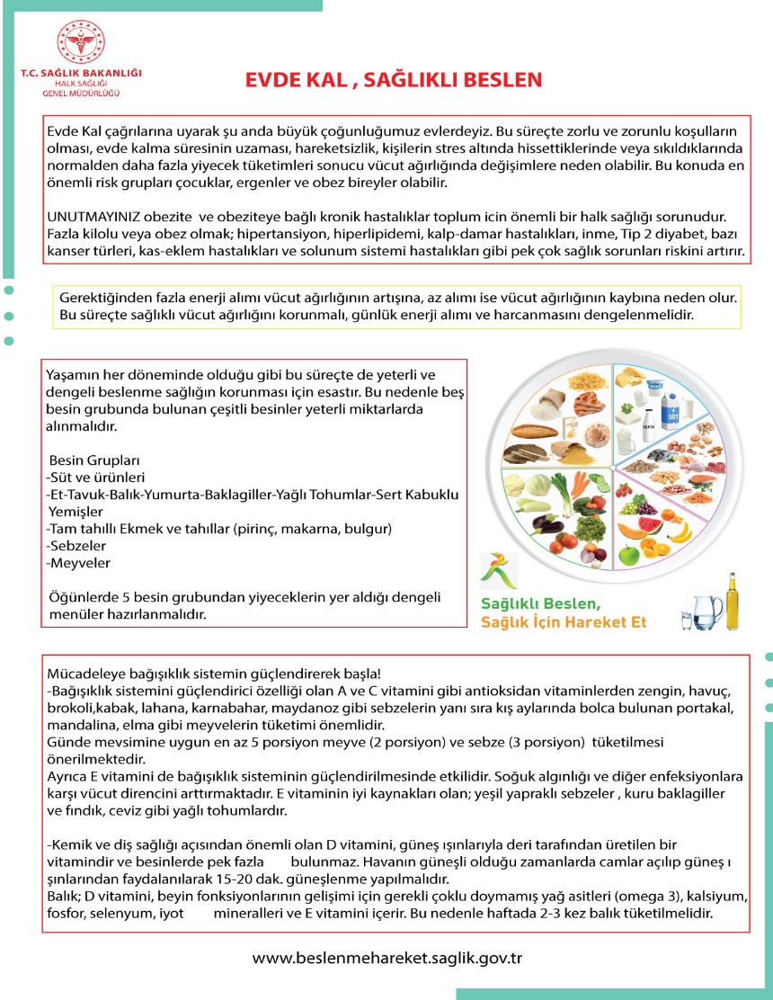 T.C. SAĞLIK BAKANLIĞI
HALK SAĞLIĞI
GENEL MÜDÜRLÜĞÜ
EVDE KAL , SAĞLIKLI BESLEN
Evde Kal çağrılarına uyarak şu anda büyük çoğunluğumuz evlerdeyiz. Bu süreçte zorlu ve zorunlu koşulların
olması, evde kalma süresinin uzaması, hareketsizlik, kişilerin stres altında hissettiklerinde veya sıkıldıklarında
normalden daha fazla yiyecek tüketimleri sonucu vücut ağırlığında değişimlere neden olabilir. Bu konuda en
önemli risk grupları çocuklar, ergenler ve obez bireyler olabilir.
UNUTMAYINIZ obezite ve obeziteye bağlı kronik hastalıklar toplum icin önemli bir halk sağlığı sorunudur.
Fazla kilolu veya obez olmak; hipertansiyon, hiperlipidemi, kalp-damar hastalıkları, inme, Tip 2 diyabet, bazı
kanser türleri, kas-eklem hastalıkları ve solunum sistemi hastalıkları gibi pek çok sağlık sorunları riskini artırır.
Gerektiğinden fazla enerji alımı vücut ağırlığının artışına, az alımı ise vücut ağırlığının kaybına neden olur.
Bu süreçte sağlıklı vücut ağırlığını korunmalı, günlük enerji alımı ve harcanmasını dengelenmelidir.
Yaşamın her döneminde olduğu gibi bu süreçte de yeterli ve
dengeli beslenme sağlığın korunması için esastır. Bu nedenle beş
besin grubunda bulunan çeşitli besinler yeterli miktarlarda
alınmalıdır.
Besin Grupları
-Süt ve ürünleri
-Et-Tavuk-Balık-Yumurta-Baklagiller-Yağlı Tohumlar-Sert Kabuklu
Yemişler
-Tam tahıllı Ekmek ve tahıllar (pirinç, makarna, bulgur)
-Sebzeler
-Meyveler
Öğünlerde 5 besin grubundan yiyeceklerin yer aldığı dengeli
menüler hazırlanmalıdır.
SÜT
Sağlıklı Beslen,
Sağlık İçin Hareket Et
Mücadeleye bağışıklık sistemin güçlendirerek başla!
-Bağışıklık sistemini güçlendirici özelliği olan A ve C vitamini gibi antioksidan vitaminlerden zengin, havuç,
brokoli,kabak, lahana, karnabahar, maydanoz gibi sebzelerin yanı sıra kış aylarında bolca bulunan portakal,
mandalina, elma gibi meyvelerin tüketimi önemlidir.
Günde mevsimine uygun en az 5 porsiyon meyve (2 porsiyon) ve sebze (3 porsiyon) tüketilmesi
önerilmektedir.
Ayrıca E vitamini de bağışıklık sisteminin güçlendirilmesinde etkilidir. Soğuk algınlığı ve diğer enfeksiyonlara
karşı vücut direncini arttırmaktadır. E vitaminin iyi kaynakları olan; yeşil yapraklı sebzeler , kuru baklagiller
ve fındık, ceviz gibi yağlı tohumlardır.
-Kemik ve diş sağlığı açısından önemli olan D vitamini, güneş ışınlarıyla deri tarafından üretilen bir
vitamindir ve besinlerde pek fazla bulunmaz. Havanın güneşli olduğu zamanlarda camlar açılıp güneş ı
şınlarından faydalanılarak 15-20 dak. güneşlenme yapılmalıdır.
Balık; D vitamini, beyin fonksiyonlarının gelişimi için gerekli çoklu doymamış yağ asitleri (omega 3), kalsiyum,
fosfor, selenyum, iyot mineralleri ve E vitamini içerir. Bu nedenle haftada 2-3 kez balık tüketilmelidir.
www.beslenmehareket.saglik.gov.tr